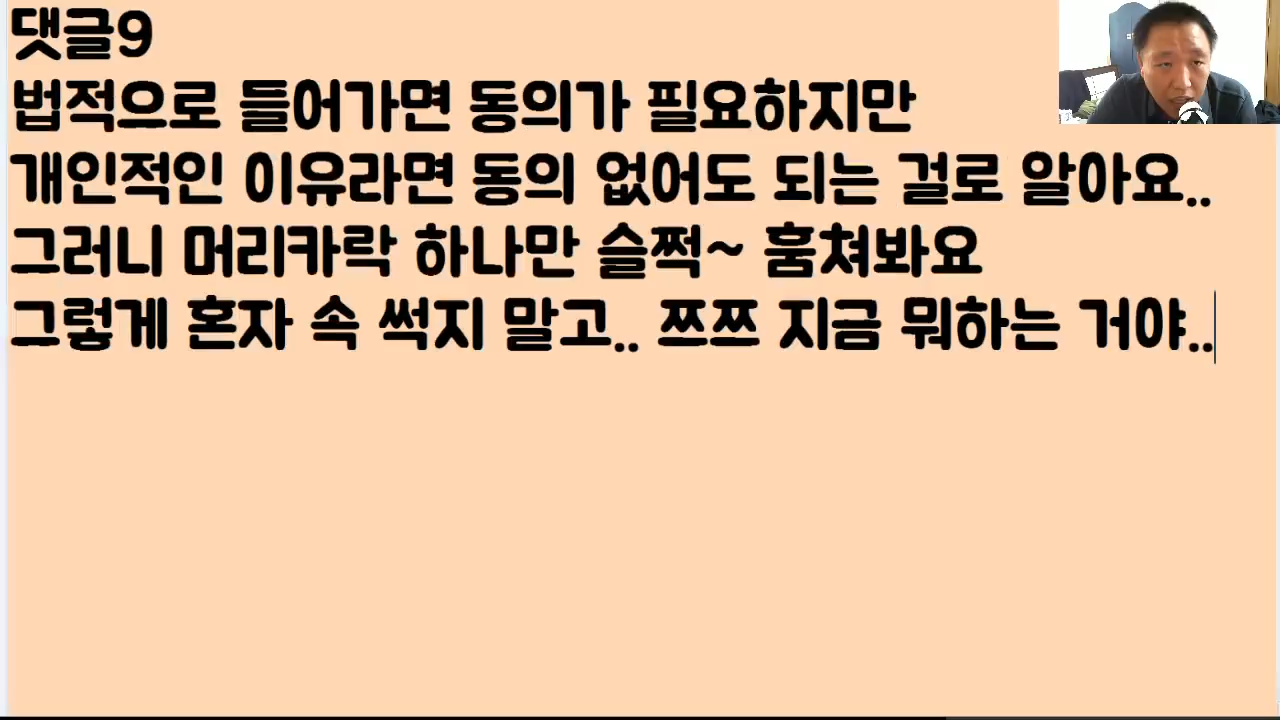 댓글9
법적으로 들어가면 동의가 필요하지만
개인적인 이유라면 동의 없어도 되는 걸로 알아요..
그러니 머리카락 하나만 슬쩍~ 훔쳐봐요
그렇게 혼자 속 썩지 말고.. 쯔쯔 지금 뭐하는 거야..